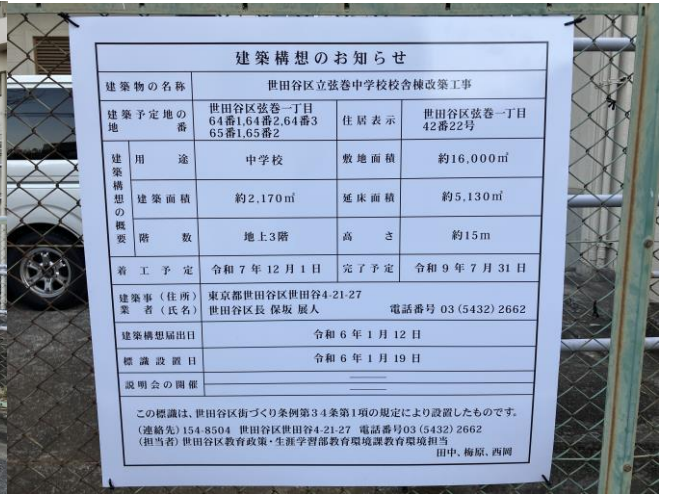 建築構想のお知らせ
建築物の名称 世田谷区立弦巻中学校校舎棟改築工事
建築予定地の地番 世田谷区弦巻一丁目
64番1,64番2,64番3
65番1,65番2
住居表示 世田谷区弦巻一丁目
42番22号
建築構想の概要
用途 中学校 敷地面積 約16,000㎡
建築面積 約2,170㎡ 延床面積 約5,130㎡
階数 地上3階 高さ 約15m
着工予定 令和7年12月1日 完了予定 令和9年7月31日
建築事業者 (住所) 東京都世田谷区世田谷4-21-27
(氏名) 世田谷区長 保坂 展人 電話番号 03(5432)2662
建築構想届出日 令和6年1月12日
標識設置日 令和6年1月19日
説明会の開催
この標識は、世田谷区街づくり条例第34条第1項の規定により設置したものです。
(連絡先)154-8504 世田谷区世田谷4-21-27 電話番号03(5432)2662
(担当者)世田谷区教育政策・生涯学習部教育環境課教育環境担当
田中、梅原、西岡